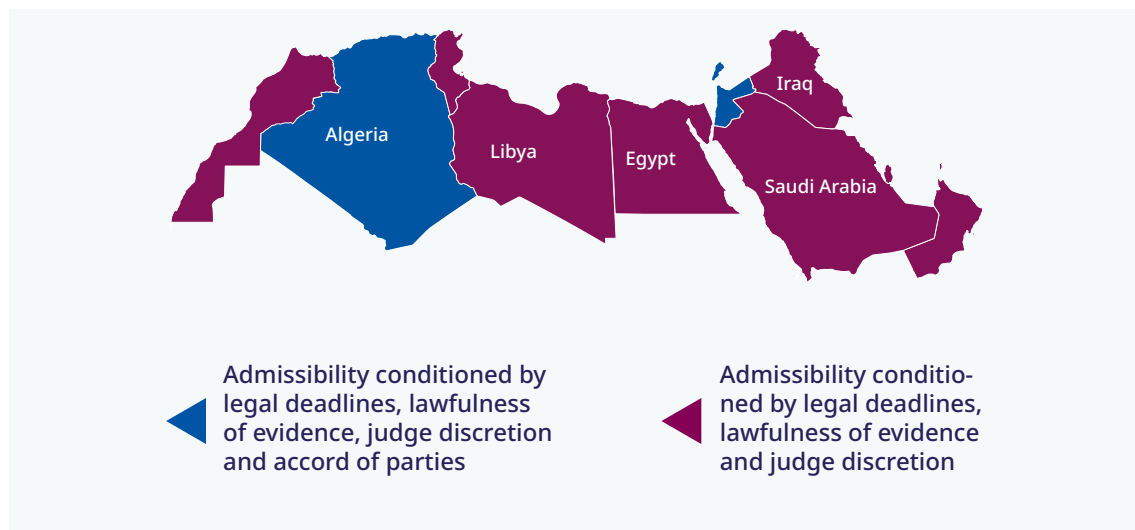 Iraq
Algeria
Libya
Egypt
Saudi Arabia
Admissibility conditioned by
legal deadlines, lawfulness
of evidence, judge discretion
and accord of parties
Admissibility conditio-
ned by legal deadlines,
lawfulness of evidence
and judge discretion